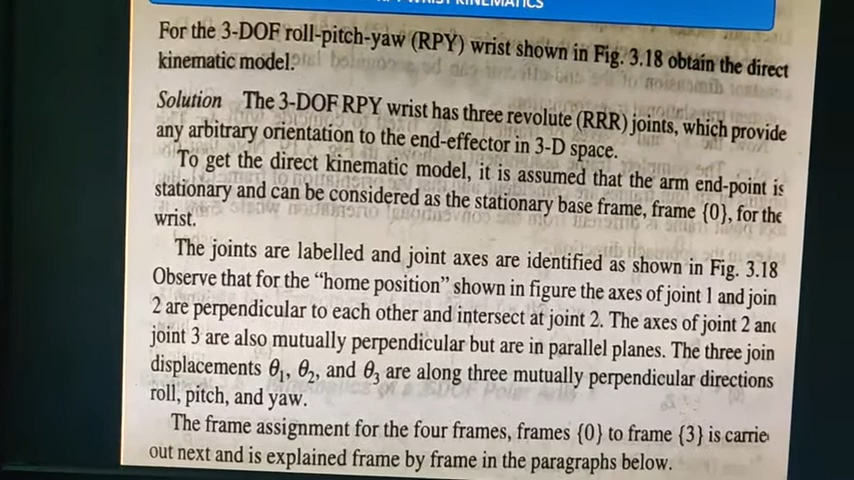 WRIST KINEMATICS
For the 3-DOF roll-pitch-yaw (RPY) wrist shown in Fig. 3.18 obtain the direct
kinematic model.
Solution The 3-DOF RPY wrist has three revolute (RRR) joints, which provide
any arbitrary orientation to the end-effector in 3-D space.
To get the direct kinematic model, it is assumed that the arm end-point is
stationary and can be considered as the stationary base frame, frame {0}, for the
wrist.
The joints are labelled and joint axes are identified as shown in Fig. 3.18
Observe that for the “home position” shown in figure the axes of joint 1 and join
2 are perpendicular to each other and intersect at joint 2. The axes of joint 2 and
joint 3 are also mutually perpendicular but are in parallel planes. The three join
displacements θ₁, θ₂, and θ₃ are along three mutually perpendicular directions
roll, pitch, and yaw.
The frame assignment for the four frames, frames {0} to frame {3} is carrie
out next and is explained frame by frame in the paragraphs below.